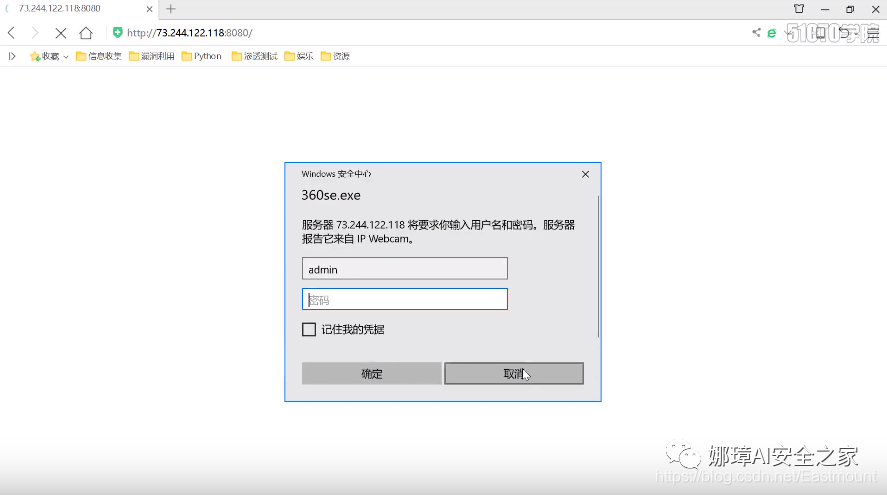 73.244.122.118:8080
http://73.244.122.118:8080/
51CTO学院
收藏 信息收集 漏洞利用 Python 渗透测试 娱乐 资源
Windows 安全中心
360se.exe
服务器 73.244.122.118 将要求你输入用户名和密码。服务器
报告它来自 IP Webcam。
admin
密码
记住我的凭据
确定 取消
娜璋AI安全之家
https://blog.csdn.net/Eastmount